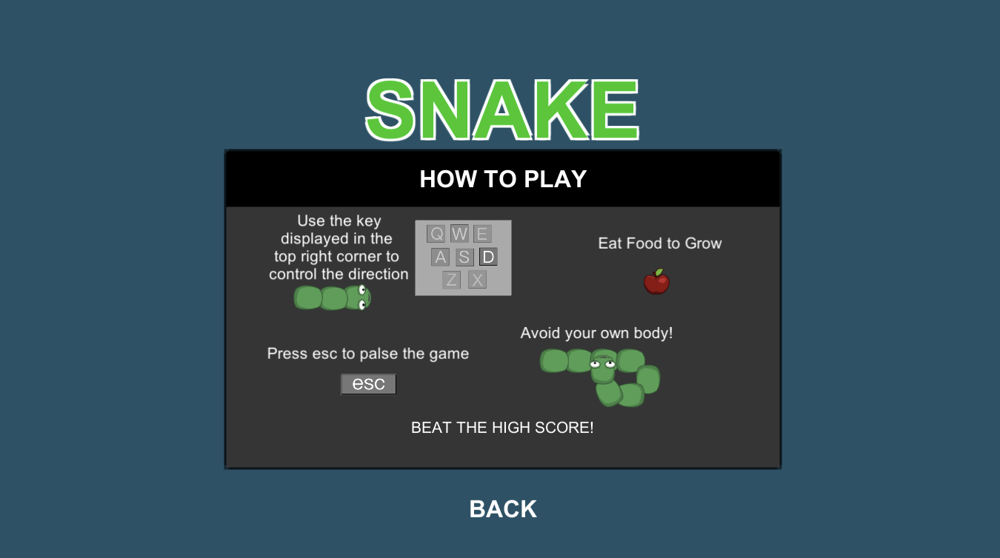 SNAKE
HOW TO PLAY
Use the key
displayed in the
top right corner to
control the direction
Q W E
A S D
Z X
Eat Food to Grow
Press esc to palse the game
esc
Avoid your own body!
BEAT THE HIGH SCORE!
BACK